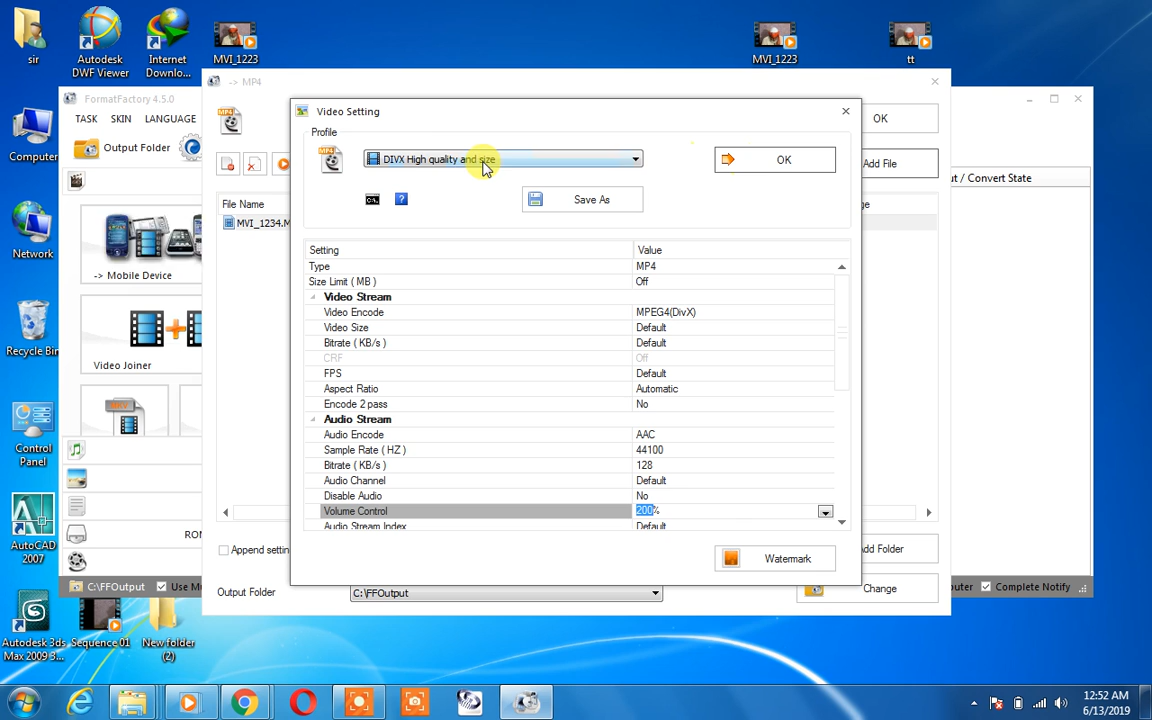 sir
Autodesk
DWF Viewer
Internet
Downlo...
MVI_1223
MVI_1223
tt
-> MP4
FormatFactory 4.5.0
TASK
SKIN
LANGUAGE
Output Folder
Computer
-> Mobile Device
Network
Video Joiner
Recycle Bin
Control
Panel
ROM
AutoCAD
2007
C:\FFOutput
Autodesk 3ds
Max 2009 3...
Sequence 01
New folder
(2)
OK
Add File
File Name
MVI_1234.M
t / Convert State
Append settin
Add Folder
Output Folder
C:\FFOutput
Change
Complete Notify
Video Setting
Profile
MP4
DIVX High quality and size
OK
C:\
?
Save As
Setting
Value
Type
MP4
Size Limit ( MB )
Off
Video Stream
Video Encode
MPEG4(DivX)
Video Size
Default
Bitrate ( KB/s )
Default
CRF
Off
FPS
Default
Aspect Ratio
Automatic
Encode 2 pass
No
Audio Stream
Audio Encode
AAC
Sample Rate ( HZ )
44100
Bitrate ( KB/s )
128
Audio Channel
Default
Disable Audio
No
Volume Control
200%
Audio Stream Index
Default
Watermark
12:52 AM
6/13/2019